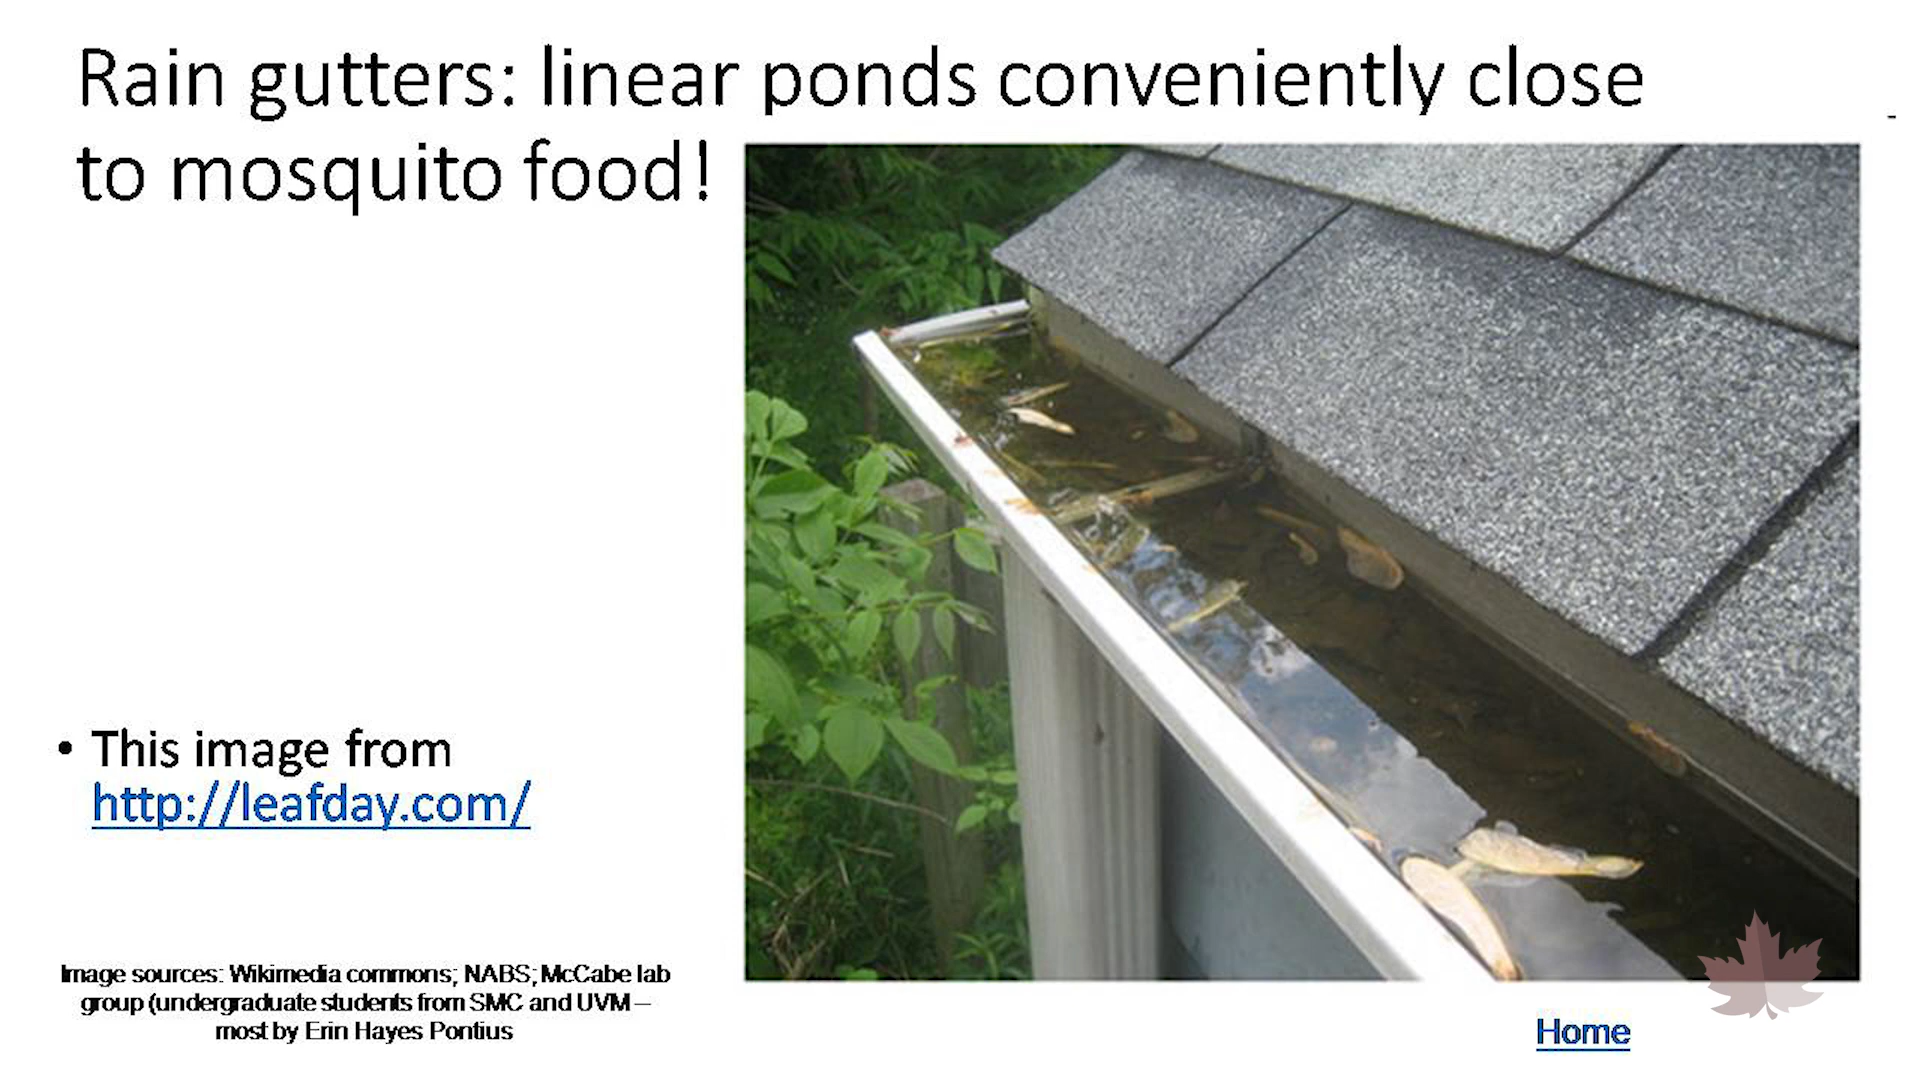 Rain gutters: linear ponds conveniently close
to mosquito food!
• This image from
http://leafday.com/
Image sources: Wikimedia commons; NABS; McCabe lab
group (undergraduate students from SMC and UVM –
most by Erin Hayes Pontius
Home